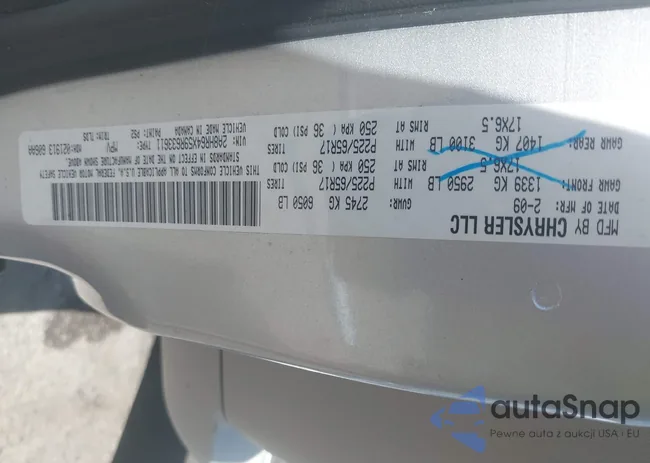 MFD BY CHRYSLER LLC
DATE OF MFR: 2-09 GVWR: 2745 KG 6050 LB
GAWR FRONT: 1339 KG 2950 LB WITH P225/65R17 TIRES
17X6.5 RIMS AT 250 KPA ( 36 PSI) COLD
GAWR REAR: 1407 KG 3100 LB WITH P225/65R17 TIRES
17X6.5 RIMS AT 250 KPA ( 36 PSI) COLD
THIS VEHICLE CONFORMS TO ALL APPLICABLE U.S.A. FEDERAL MOTOR VEHICLE SAFETY
STANDARDS IN EFFECT ON THE DATE OF MANUFACTURE SHOWN ABOVE.
TYPE: MPV
VEHICLE MADE IN CANADA PAINT: PS2
TRIM:
autoSnap
Pewne auta z aukcji USA i EU